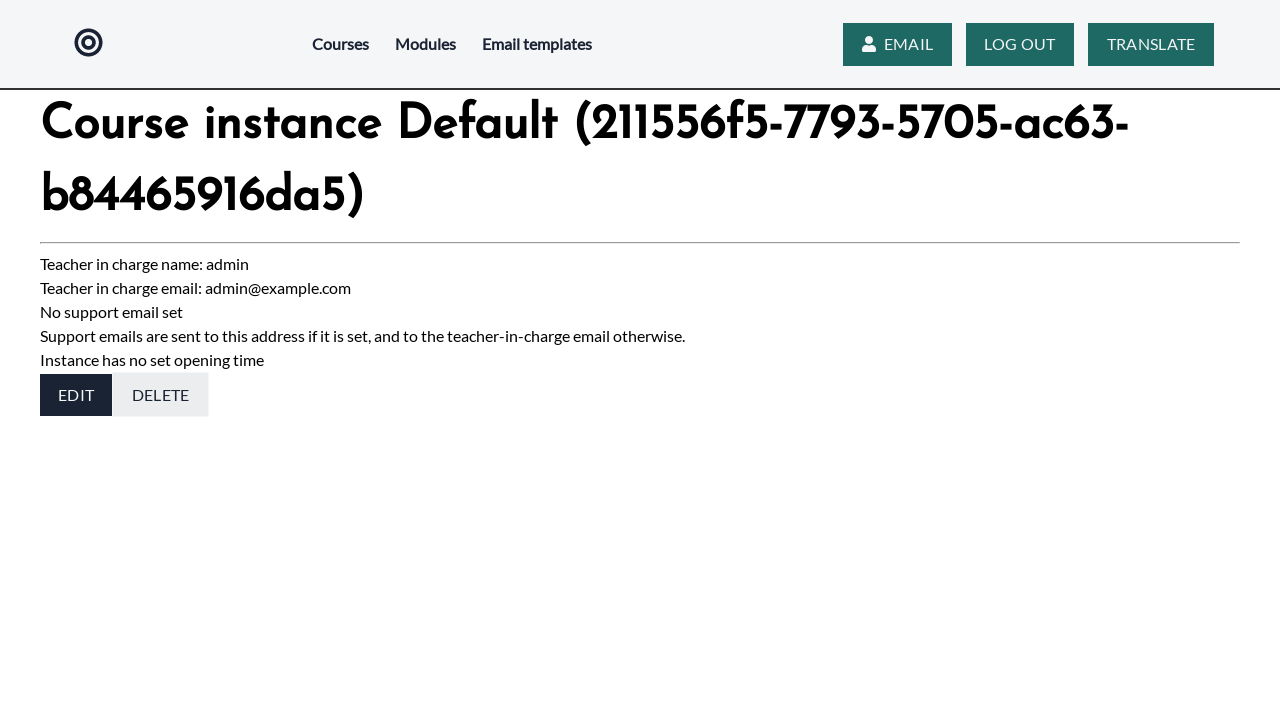 Courses Modules Email templates EMAIL LOG OUT TRANSLATE
Course instance Default (211556f5-7793-5705-ac63-
b84465916da5)
Teacher in charge name: admin
Teacher in charge email: admin@example.com
No support email set
Support emails are sent to this address if it is set, and to the teacher-in-charge email otherwise.
Instance has no set opening time
EDIT DELETE